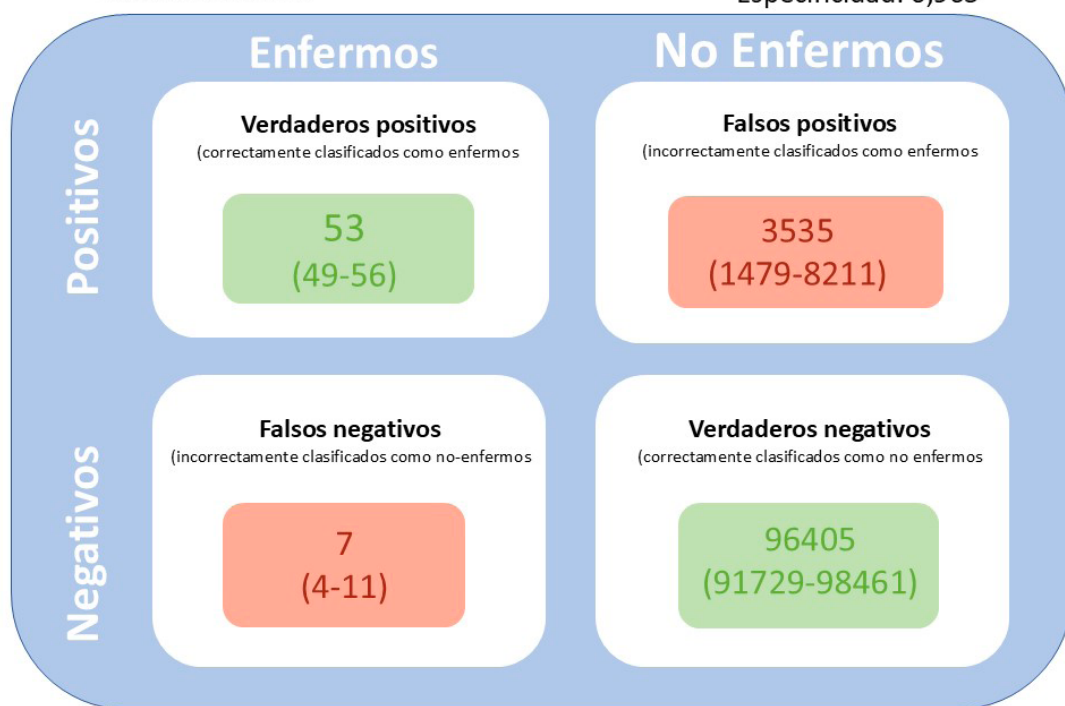 Enfermos
No Enfermos
Positivos
Verdaderos positivos
(correctamente clasificados como enfermos
53
(49-56)
Falsos positivos
(incorrectamente clasificados como enfermos
3535
(1479-8211)
Negativos
Falsos negativos
(incorrectamente clasificados como no-enfermos
7
(4-11)
Verdaderos negativos
(correctamente clasificados como no enfermos
96405
(91729-98461)